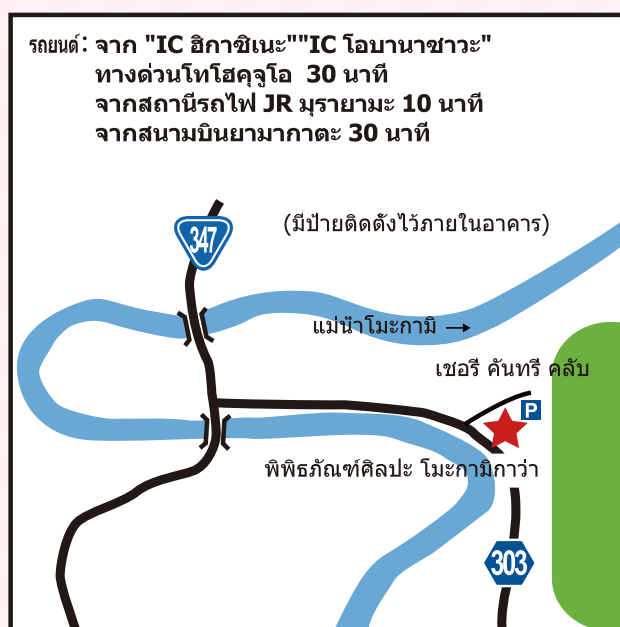 รถยนต์: จาก "IC ฮิกาชิเนะ""IC โอบานาซาวะ"
ทางด่วนโทโฮคุจูโอ 30 นาที
จากสถานีรถไฟ JR มุรายามะ 10 นาที
จากสนามบินยามากาตะ 30 นาที
347
(มีป้ายติดตั้งไว้ภายในอาคาร)
แม่น้ำโมะกามิ →
เชอรี คันทรี คลับ
P
พิพิธภัณฑ์ศิลปะ โมะกามิกาว่า
303